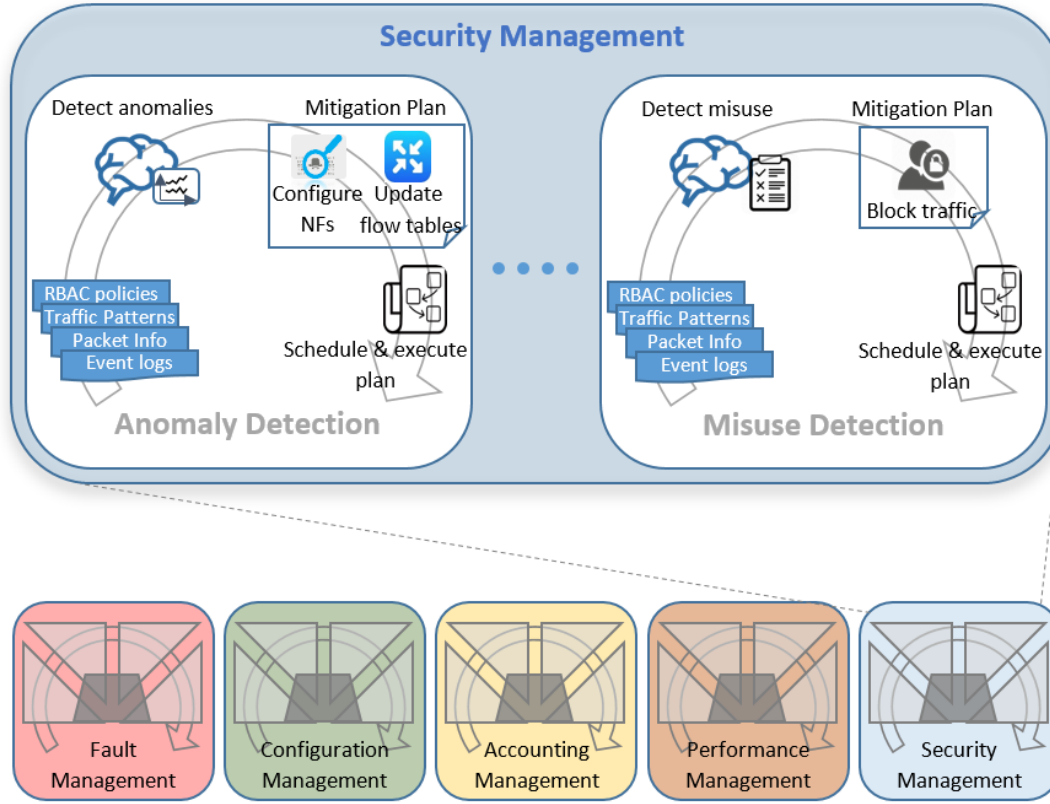 Security Management
Detect anomalies
Mitigation Plan
Configure
NFs
Update
flow tables
RBAC policies
Traffic Patterns
Packet Info
Event logs
Schedule & execute
plan
Anomaly Detection
Detect misuse
Mitigation Plan
Block traffic
RBAC policies
Traffic Patterns
Packet Info
Event logs
Schedule & execute
plan
Misuse Detection
Fault
Management
Configuration
Management
Accounting
Management
Performance
Management
Security
Management